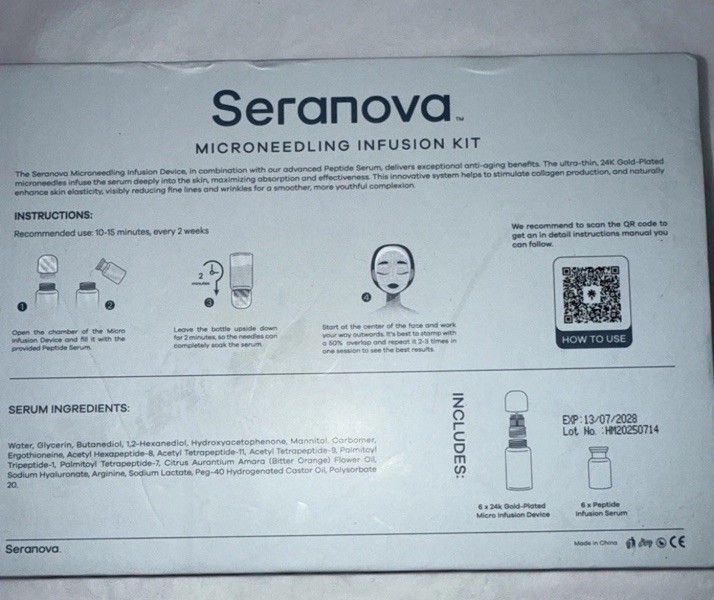 Seranova™
MICRONEEDLING INFUSION KIT
The Seranova Microneedling Infusion Device, in combination with our advanced Peptide Serum, delivers exceptional anti-aging benefits. The ultra-thin, 24K Gold-Plated
microneedles infuse the serum deeply into the skin, maximizing absorption and effectiveness. This innovative system helps to stimulate collagen production, and naturally
enhance skin elasticity, visibly reducing fine lines and wrinkles for a smoother, more youthful complexion.
INSTRUCTIONS:
Recommended use: 10-15 minutes, every 2 weeks
We recommend to scan the QR code to
get an in detail instructions manual you
can follow.
1
2
2
minutes
3
4
Open the chamber of the Micro
Infusion Device and fill it with the
provided Peptide Serum.
Leave the bottle upside down
for 2 minutes, so the needles can
completely soak the serum.
Start at the center of the face and work
your way outwards. It's best to stamp with
a 50% overlap and repeat it 2-3 times in
one session to see the best results.
HOW TO USE
SERUM INGREDIENTS:
Water, Glycerin, Butanediol, 1,2-Hexanediol, Hydroxyacetophenone, Mannitol, Carbomer,
Ergothioneine, Acetyl Hexapeptide-8, Acetyl Tetrapeptide-11, Acetyl Tetrapeptide-9, Palmitoyl
Tripeptide-1, Palmitoyl Tetrapeptide-7, Citrus Aurantium Amara (Bitter Orange) Flower Oil,
Sodium Hyaluronate, Arginine, Sodium Lactate, Peg-40 Hydrogenated Castor Oil, Polysorbate
20.
INCLUDES:
EXP:13/07/2028
Lot No. :HM20250714
6 x 24k Gold-Plated
Micro Infusion Device
6 x Peptide
Infusion Serum
Seranova.
Made in China
CE